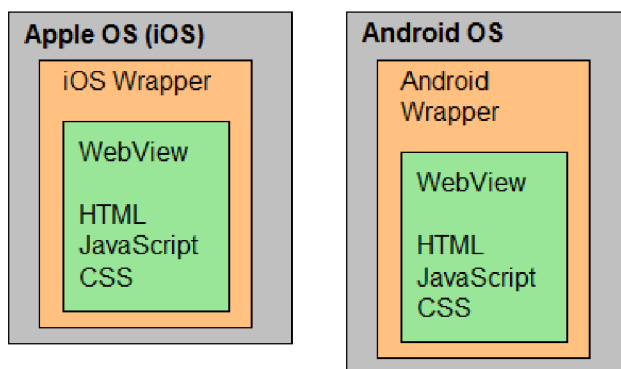 Apple OS (iOS)
iOS Wrapper
WebView
HTML
JavaScript
CSS
Android OS
Android
Wrapper
WebView
HTML
JavaScript
CSS